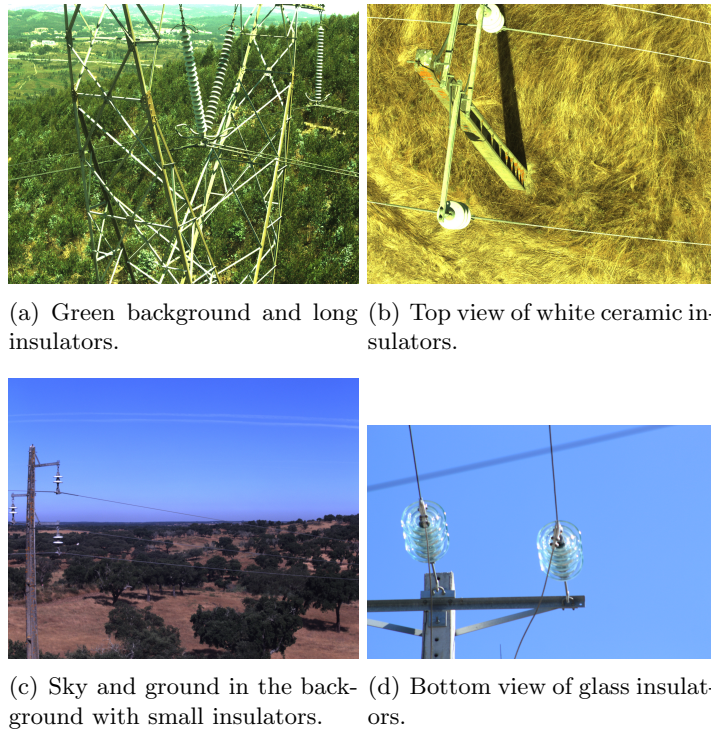 (a) Green background and long
insulators.
(b) Top view of white ceramic in-
sulators.
(c) Sky and ground in the back-
ground with small insulators.
(d) Bottom view of glass insulat-
ors.